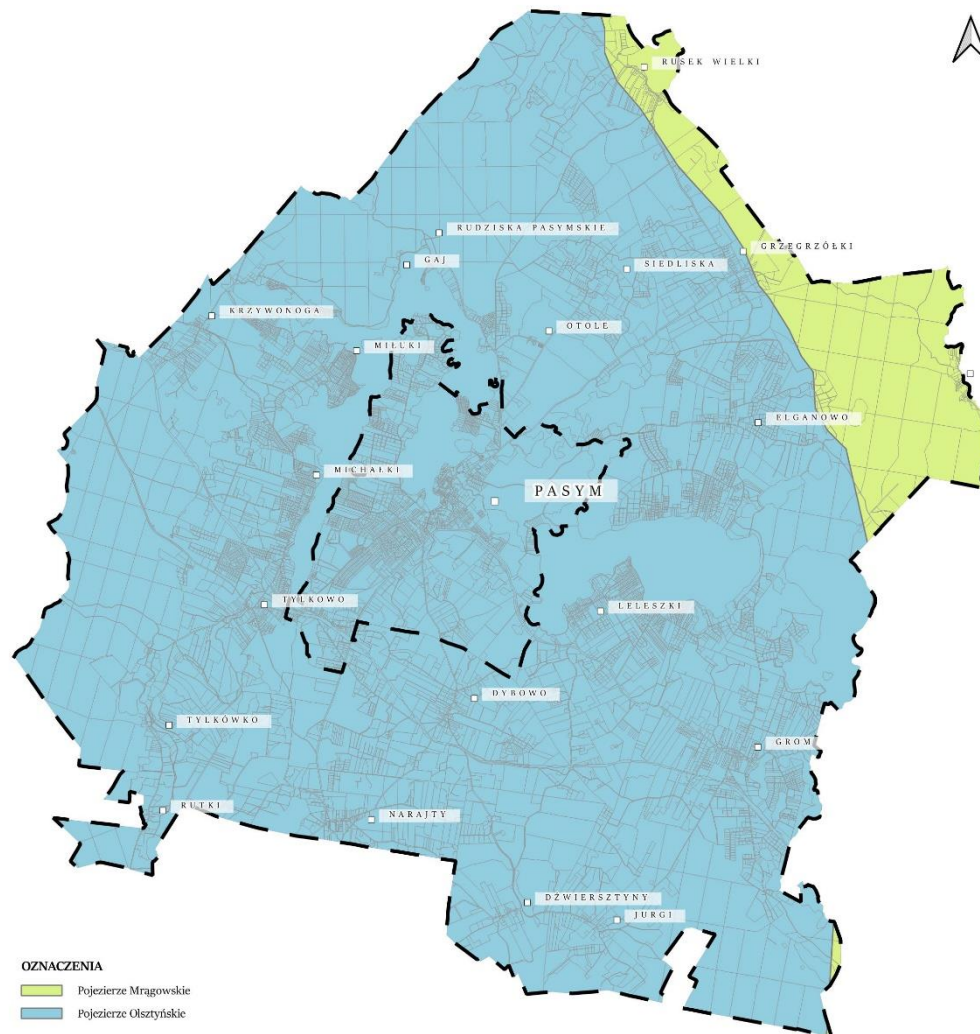 RUSEK WIELKI
RUDZISKA PASYMSKIE
GRZEGRZÓŁKI
GAJ
SIEDLISKA
KRZYWONOGA
OTOLE
MIŁUKI
ELGANOWO
MICHAŁKI
PASYM
TYLKOWO
LELESZKI
DYBOWO
TYLKÓWKO
GROM
RUTKI
NARAJTY
DŹWIERSZTYNY
JURGI
OZNACZENIA
Pojezierze Mrągowskie
Pojezierze Olsztyńskie